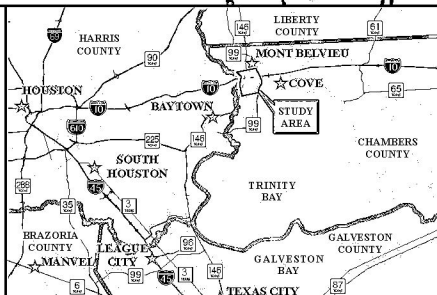 LIBERTY
COUNTY
HARRIS
COUNTY
146
61
99
MONT BELVIEU
90
10
10
COVE
HOUSTON
65
BAYTOWN
10
STUDY
AREA
610
99
225
146
CHAMBERS
COUNTY
SOUTH
HOUSTON
45
TRINITY
BAY
288
35
3
BRAZORIA
COUNTY
LEAGUE
CITY
96
GALVESTON
COUNTY
MANVEL
GALVESTON
BAY
99
45
3
146
6
87
TEXAS CITY